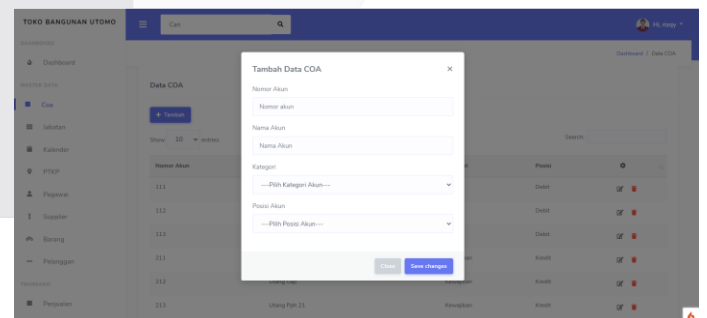 TOKO BANGUNAN UTOMO
Cari
Hi, Ajzgy
DASHBOARD
Dashboard
MASTER DATA
Coa
Jabatan
Kalender
PTKP
Pegawai
Supplier
Barang
Pelanggan
TRANSAKSI
Penjualan
Dashboard / Data COA
Data COA
+ Tambah
Show 10 entries
Search:
Nomor Akun Posisi
111 Debit
112 Debit
113 Debit
211 Kredit
212 Utang Gaji Kewajiban Kredit
213 Utang Pph 21 Kewajiban Kredit
Tambah Data COA ×
Nomor Akun
Nomor akun
Nama Akun
Nama Akun
Kategori
---Pilih Kategori Akun---
Posisi Akun
---Pilih Posisi Akun---
Close Save changes